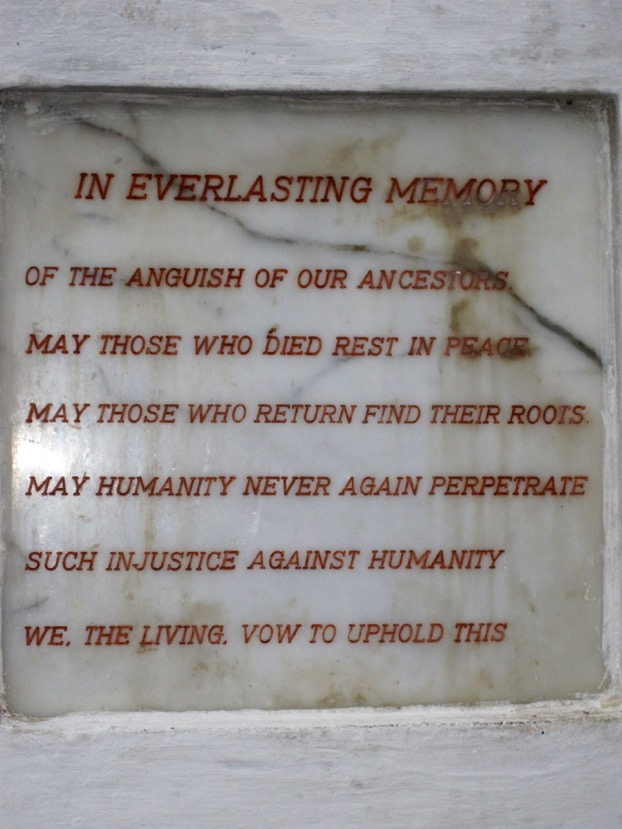 IN EVERLASTING MEMORY
OF THE ANGUISH OF OUR ANCESTORS.
MAY THOSE WHO DIED REST IN PEACE
MAY THOSE WHO RETURN FIND THEIR ROOTS.
MAY HUMANITY NEVER AGAIN PERPETRATE
SUCH INJUSTICE AGAINST HUMANITY
WE, THE LIVING, VOW TO UPHOLD THIS